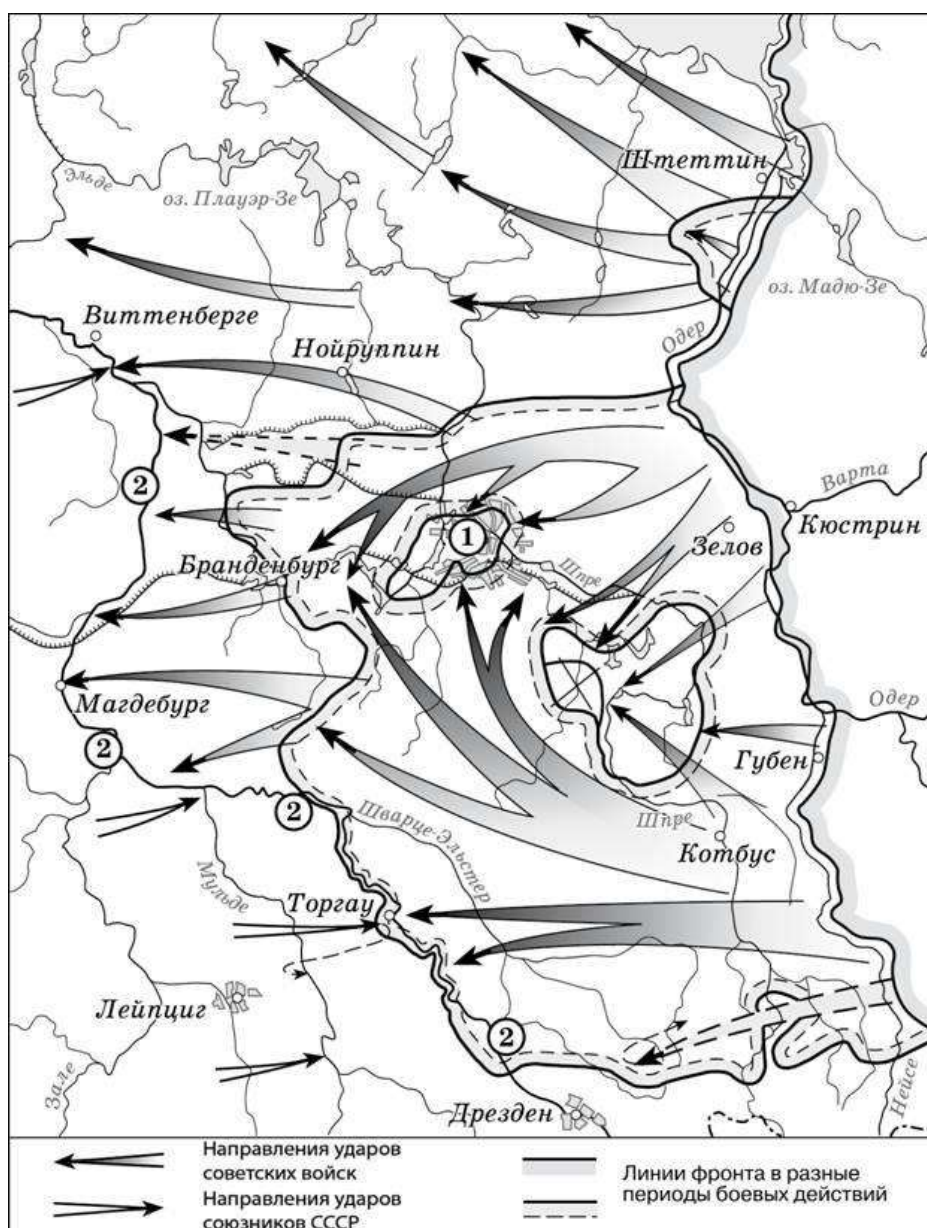 Штеттин
Эльде
оз. Плауэр-Зе
оз. Мадю-Зе
Виттенберге
Одер
Нойруппин
2
Варта
Кюстрин
1
Зелов
Бранденбург
Шпре
Магдебург
Одер
2
Губен
2
Шпре
Шварце-Эльстер
Котбус
Мульде
Торгау
Лейпциг
2
Зале
Дрезден
Нейсе
Направления ударов
советских войск
Направления ударов
союзников СССР
Линии фронта в разные
периоды боевых действий